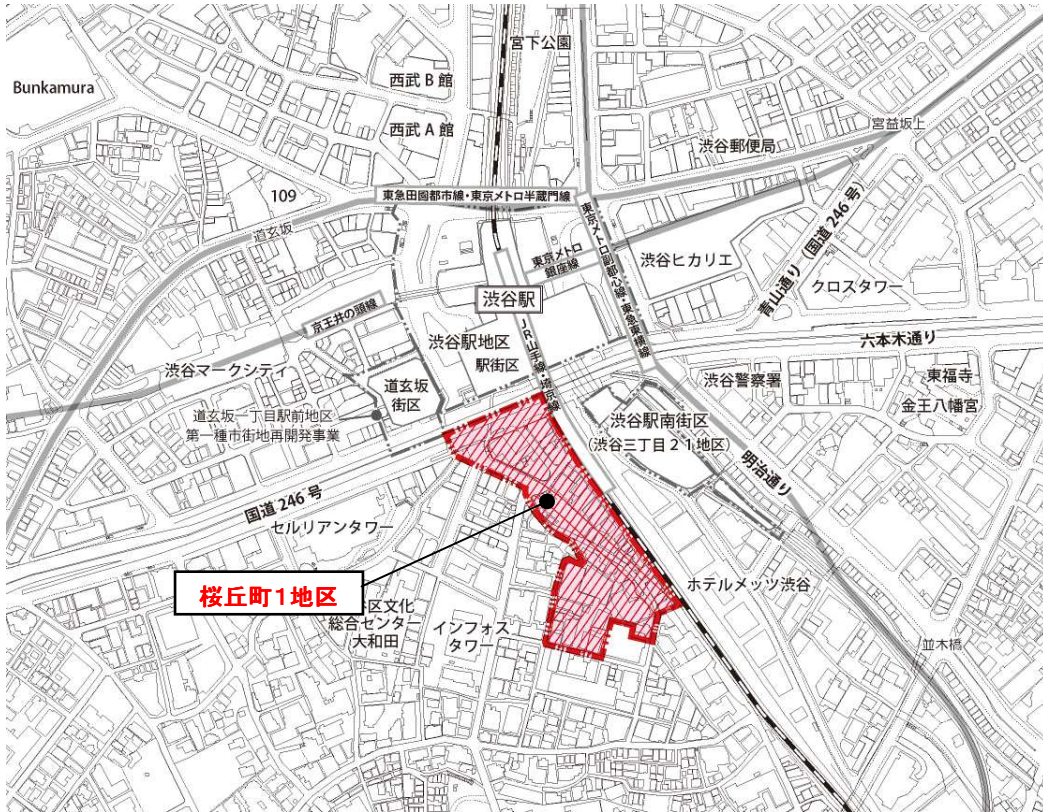 宮下公園
Bunkamura
西武 B 館
西武 A 館
宮益坂上
渋谷郵便局
109
東急田園都市線・東京メトロ半蔵門線
道玄坂
東京メトロ副都心線・東急東横線
東京メトロ
銀座線
渋谷ヒカリエ
青山通り（国道 246 号）
クロスタワー
渋谷駅
京王井の頭線
JR山手線・埼京線
渋谷駅地区
駅街区
六本木通り
渋谷マークシティ
道玄坂
街区
渋谷警察署
東福寺
金王八幡宮
道玄坂一丁目駅前地区
第一種市街地再開発事業
渋谷駅南街区
（渋谷三丁目２１地区）
明治通り
国道 246 号
セルリアンタワー
桜丘町1地区
ホテルメッツ渋谷
区文化
総合センター
大和田
インフォス
タワー
並木橋